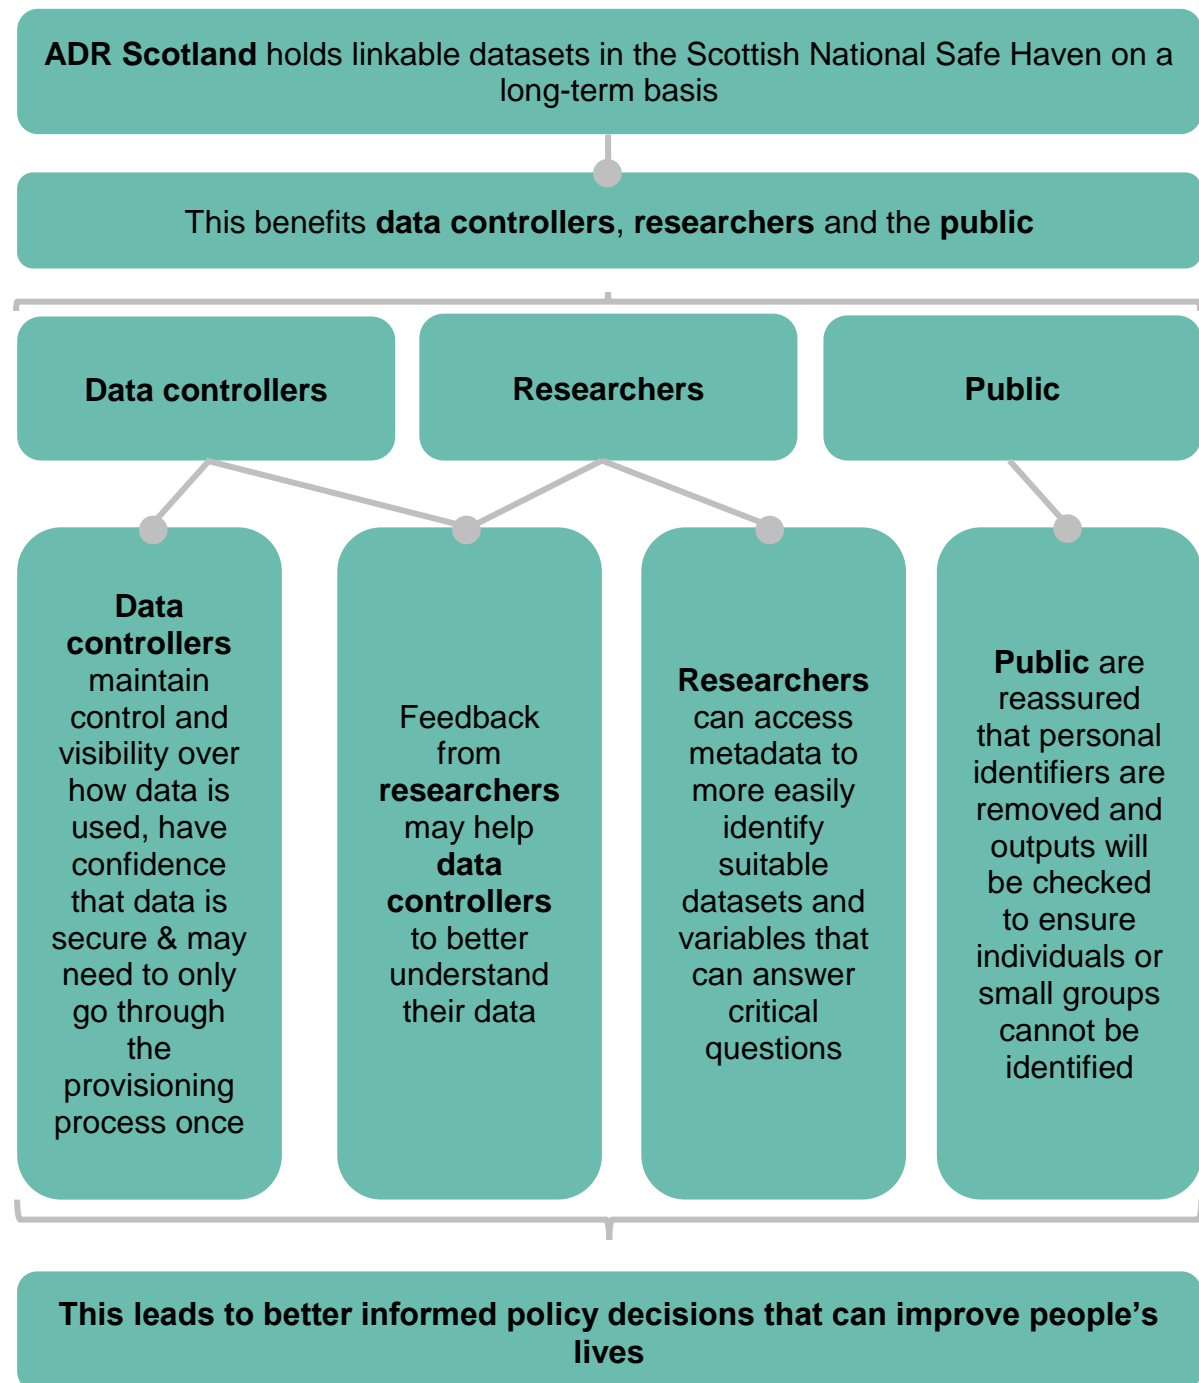 ADR Scotland holds linkable datasets in the Scottish National Safe Haven on a
long-term basis
This benefits data controllers, researchers and the public
Data controllers
Researchers
Public
Data
controllers
maintain
control and
visibility over
how data is
used, have
confidence
that data is
secure & may
need to only
go through
the
provisioning
process once
Feedback
from
researchers
may help
data
controllers
to better
understand
their data
Researchers
can access
metadata to
more easily
identify
suitable
datasets and
variables that
can answer
critical
questions
Public are
reassured
that personal
identifiers are
removed and
outputs will
be checked
to ensure
individuals or
small groups
cannot be
identified
This leads to better informed policy decisions that can improve people’s
lives